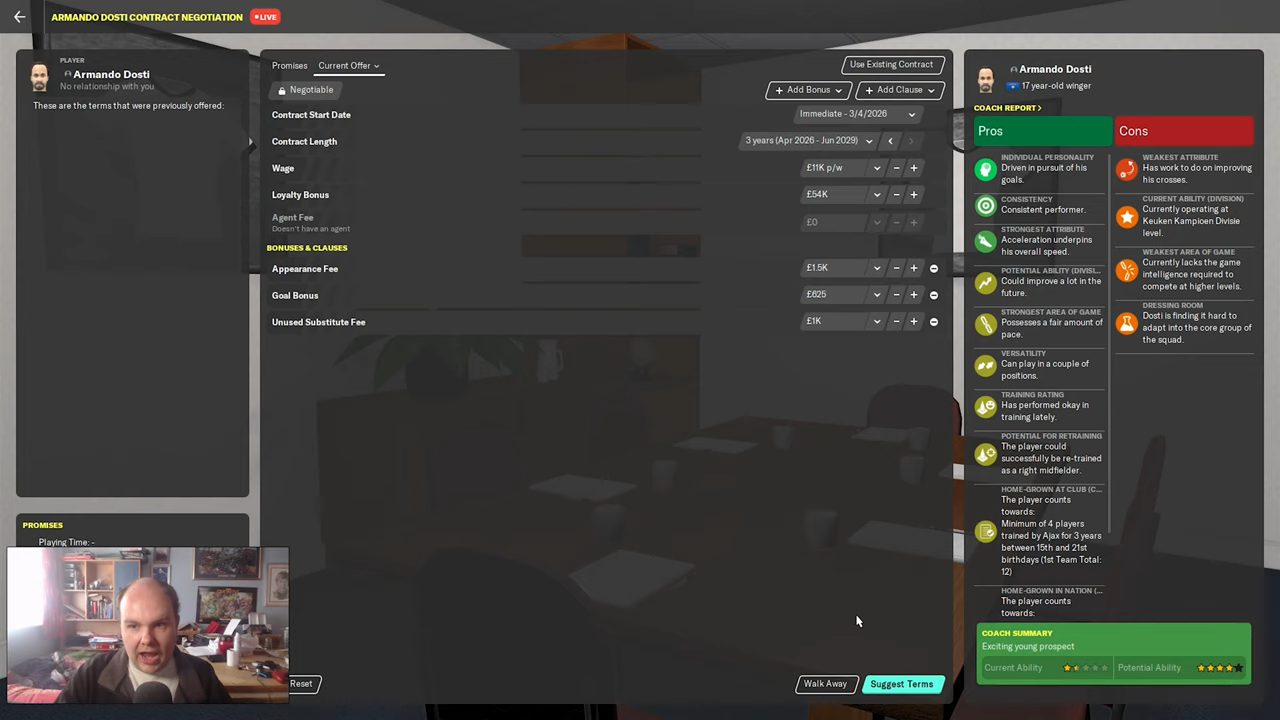 ARMANDO DOSTI CONTRACT NEGOTIATION
LIVE
PLAYER
Armando Dosti
No relationship with you
These are the terms that were previously offered:
Promises
Current Offer
Use Existing Contract
Negotiable
+ Add Bonus
+ Add Clause
Contract Start Date
Immediate - 3/4/2026
Contract Length
3 years (Apr 2026 - Jun 2029)
Wage
£11K p/w
Loyalty Bonus
£54K
Agent Fee
Doesn't have an agent
£0
BONUSES & CLAUSES
Appearance Fee
£1.5K
Goal Bonus
£625
Unused Substitute Fee
£1K
PROMISES
Playing Time: -
Reset
Walk Away
Suggest Terms
Armando Dosti
17 year-old winger
COACH REPORT >
Pros
INDIVIDUAL PERSONALITY
Driven in pursuit of his
goals.
CONSISTENCY
Consistent performer.
STRONGEST ATTRIBUTE
Acceleration underpins
his overall speed.
POTENTIAL ABILITY (DIVISI...
Could improve a lot in the
future.
STRONGEST AREA OF GAME
Possesses a fair amount of
pace.
VERSATILITY
Can play in a couple of
positions.
TRAINING RATING
Has performed okay in
training lately.
POTENTIAL FOR RETRAINING
The player could
successfully be re-trained
as a right midfielder.
HOME-GROWN AT CLUB (C...
The player counts
towards:
Minimum of 4 players
trained by Ajax for 3 years
between 15th and 21st
birthdays (1st Team Total:
12)
HOME-GROWN IN NATION (...
The player counts
towards:
Cons
WEAKEST ATTRIBUTE
Has work to do on improving
his crosses.
CURRENT ABILITY (DIVISION)
Currently operating at
Keuken Kampioen Divisie
level.
WEAKEST AREA OF GAME
Currently lacks the game
intelligence required to
compete at higher levels.
DRESSING ROOM
Dosti is finding it hard to
adapt into the core group of
the squad.
COACH SUMMARY
Exciting young prospect
Current Ability
Potential Ability